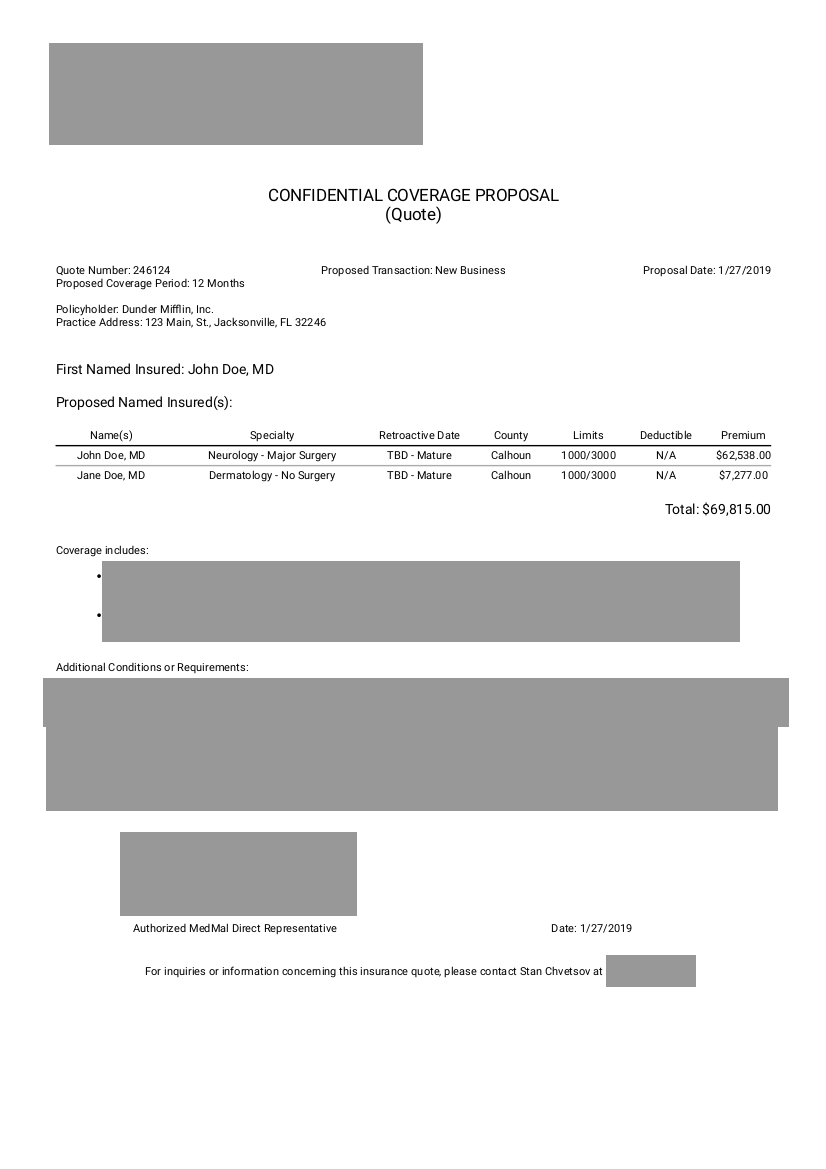 CONFIDENTIAL COVERAGE PROPOSAL
(Quote)
Quote Number: 246124 Proposed Transaction: New Business Proposal Date: 1/27/2019
Proposed Coverage Period: 12 Months
Policyholder: Dunder Mifflin, Inc.
Practice Address: 123 Main, St., Jacksonville, FL 32246
First Named Insured: John Doe, MD
Proposed Named Insured(s):
Name(s) Specialty Retroactive Date County Limits Deductible Premium
John Doe, MD Neurology - Major Surgery TBD - Mature Calhoun 1000/3000 N/A $62,538.00
Jane Doe, MD Dermatology - No Surgery TBD - Mature Calhoun 1000/3000 N/A $7,277.00
Total: $69,815.00
Coverage includes:
•
•
Additional Conditions or Requirements:
Authorized MedMal Direct Representative Date: 1/27/2019
For inquiries or information concerning this insurance quote, please contact Stan Chvetsov at